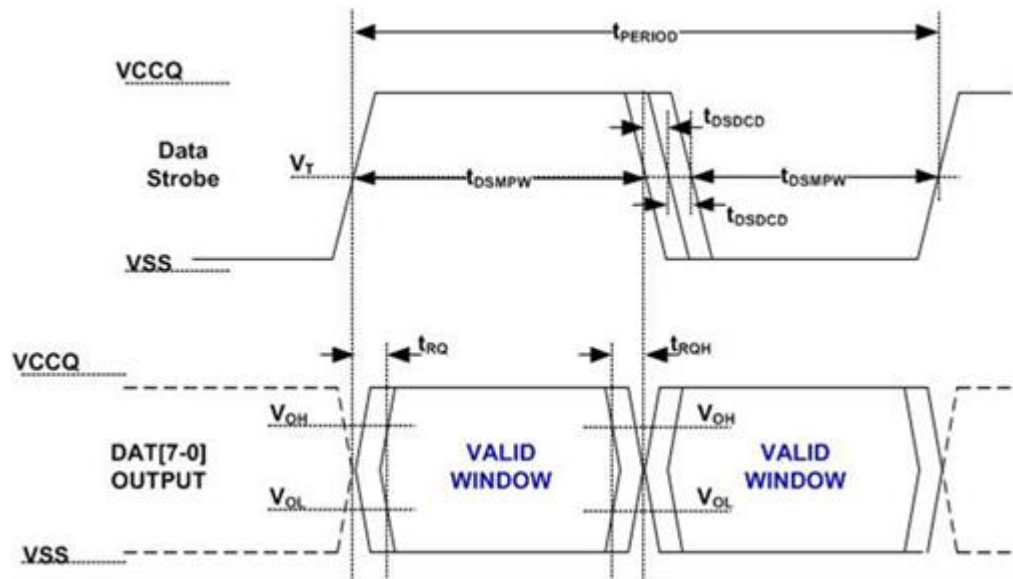 tPERIOD
VCCQ
tDSDCD
Data
Strobe
VT
tDSMPW
tDSMPW
tDSDCD
VSS
tRQ
tRQH
VCCQ
VOH
VOH
DAT[7-0]
OUTPUT
VALID
WINDOW
VALID
WINDOW
VOL
VOL
VSS